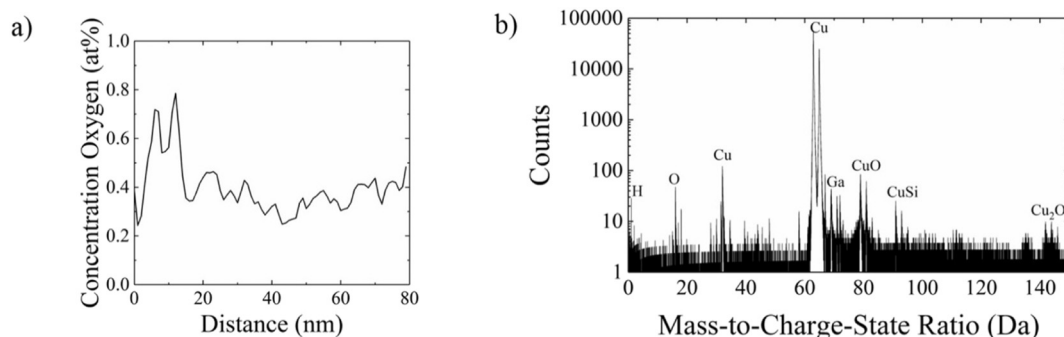 a)
Concentration Oxygen (at%)
1.0
0.8
0.6
0.4
0.2
0.0
0 20 40 60 80
Distance (nm)
b)
Counts
100000
10000
1000
100
10
1
H
O
Cu
Cu
Ga
CuO
CuSi
Cu₂O
0 20 40 60 80 100 120 140
Mass-to-Charge-State Ratio (Da)